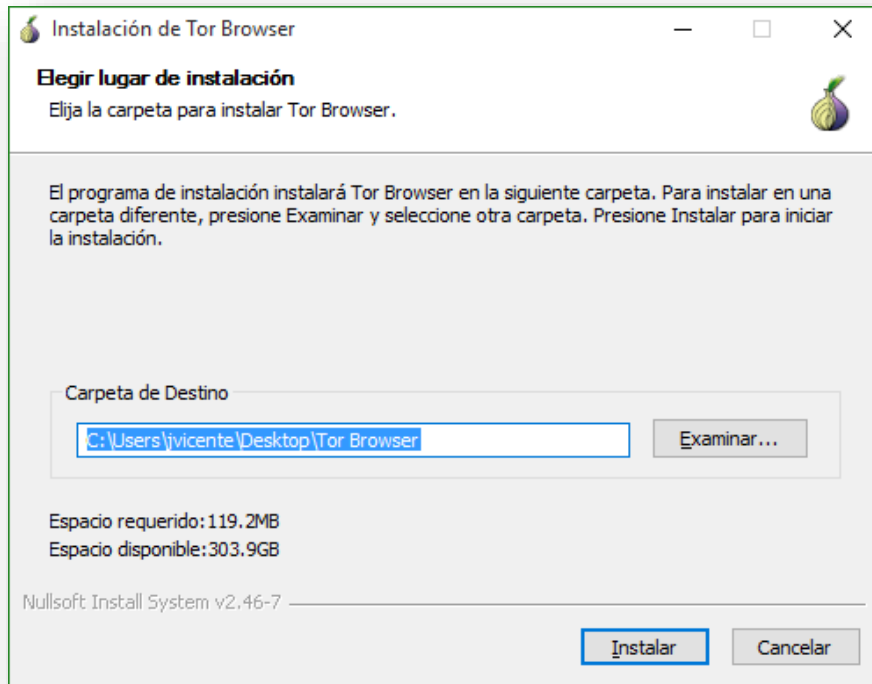 Instalación de Tor Browser
Elegir lugar de instalación
Elija la carpeta para instalar Tor Browser.
El programa de instalación instalará Tor Browser en la siguiente carpeta. Para instalar en una
carpeta diferente, presione Examinar y seleccione otra carpeta. Presione Instalar para iniciar
la instalación.
Carpeta de Destino
C:\Users\jvicente\Desktop\Tor Browser
Examinar...
Espacio requerido:119.2MB
Espacio disponible:303.9GB
Nullsoft Install System v2.46-7
Instalar
Cancelar